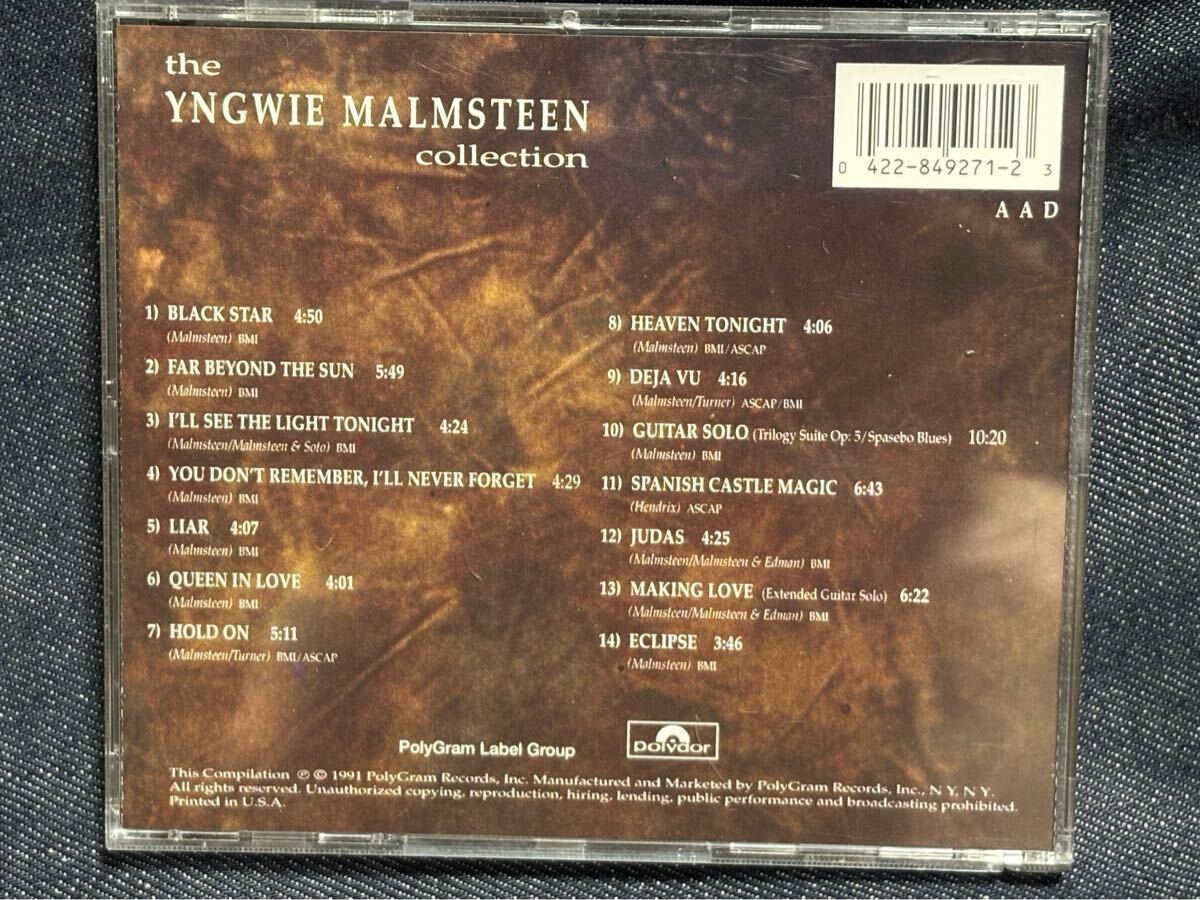 the
YNGWIE MALMSTEEN
collection
0 422-849271-2 3
A A D
1) BLACK STAR 4:50
(Malmsteen) BMI
2) FAR BEYOND THE SUN 5:49
(Malmsteen) BMI
3) I'LL SEE THE LIGHT TONIGHT 4:24
(Malmsteen/Malmsteen & Soto) BMI
4) YOU DON'T REMEMBER, I'LL NEVER FORGET 4:29
(Malmsteen) BMI
5) LIAR 4:07
(Malmsteen) BMI
6) QUEEN IN LOVE 4:01
(Malmsteen) BMI
7) HOLD ON 5:11
(Malmsteen/Turner) BMI/ASCAP
8) HEAVEN TONIGHT 4:06
(Malmsteen) BMI/ASCAP
9) DEJA VU 4:16
(Malmsteen/Turner) ASCAP/BMI
10) GUITAR SOLO (Trilogy Suite Op: 5/Spasebo Blues) 10:20
(Malmsteen) BMI
11) SPANISH CASTLE MAGIC 6:43
(Hendrix) ASCAP
12) JUDAS 4:25
(Malmsteen/Malmsteen & Edman) BMI
13) MAKING LOVE (Extended Guitar Solo) 6:22
(Malmsteen/Malmsteen & Edman) BMI
14) ECLIPSE 3:46
(Malmsteen) BMI
PolyGram Label Group
polydor
This Compilation ℗ © 1991 PolyGram Records, Inc. Manufactured and Marketed by PolyGram Records, Inc., N Y, N Y.
All rights reserved. Unauthorized copying, reproduction, hiring, lending, public performance and broadcasting prohibited.
Printed in U.S.A.